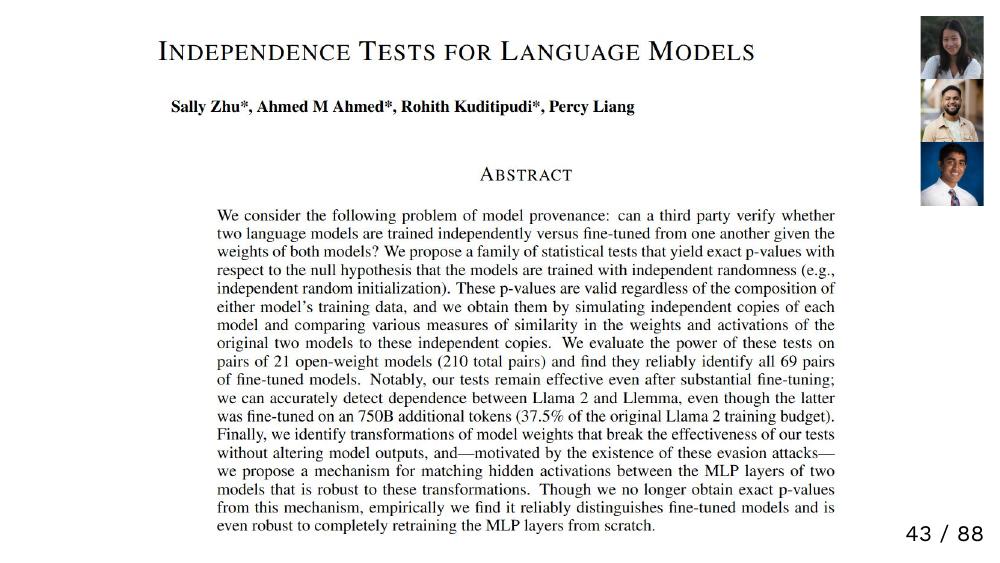 INDEPENDENCE TESTS FOR LANGUAGE MODELS
Sally Zhu*, Ahmed M Ahmed*, Rohith Kuditipudi*, Percy Liang
ABSTRACT
We consider the following problem of model provenance: can a third party verify whether
two language models are trained independently versus fine-tuned from one another given the
weights of both models? We propose a family of statistical tests that yield exact p-values with
respect to the null hypothesis that the models are trained with independent randomness (e.g.,
independent random initialization). These p-values are valid regardless of the composition of
either model's training data, and we obtain them by simulating independent copies of each
model and comparing various measures of similarity in the weights and activations of the
original two models to these independent copies. We evaluate the power of these tests on
pairs of 21 open-weight models (210 total pairs) and find they reliably identify all 69 pairs
of fine-tuned models. Notably, our tests remain effective even after substantial fine-tuning;
we can accurately detect dependence between Llama 2 and Llemma, even though the latter
was fine-tuned on an 750B additional tokens (37.5% of the original Llama 2 training budget).
Finally, we identify transformations of model weights that break the effectiveness of our tests
without altering model outputs, and—motivated by the existence of these evasion attacks—
we propose a mechanism for matching hidden activations between the MLP layers of two
models that is robust to these transformations. Though we no longer obtain exact p-values
from this mechanism, empirically we find it reliably distinguishes fine-tuned models and is
even robust to completely retraining the MLP layers from scratch.
43 / 88